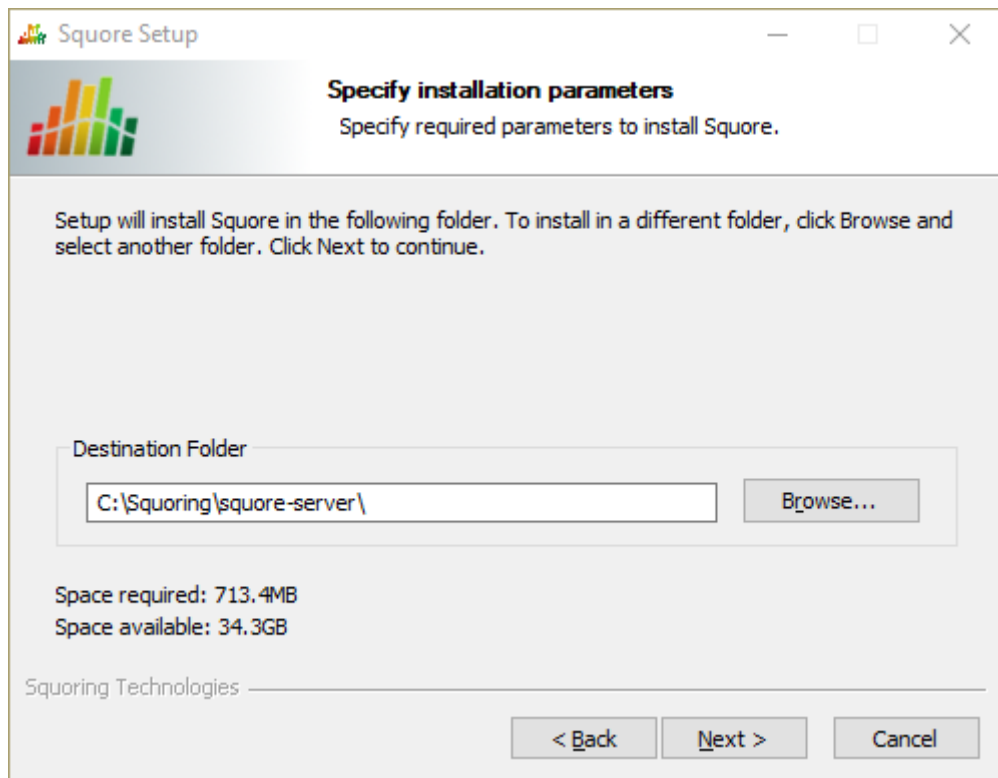 Squore Setup
Specify installation parameters
Specify required parameters to install Squore.
Setup will install Squore in the following folder. To install in a different folder, click Browse and
select another folder. Click Next to continue.
Destination Folder
C:\Squoring\squore-server\
Browse...
Space required: 713.4MB
Space available: 34.3GB
Squoring Technologies
< Back
Next >
Cancel